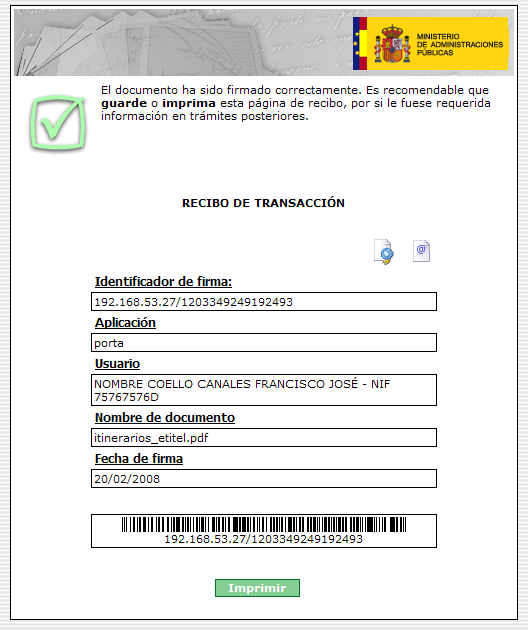 MINISTERIO
DE ADMINISTRACIONES
PÚBLICAS
El documento ha sido firmado correctamente. Es recomendable que
guarde o imprima esta página de recibo, por si le fuese requerida
información en trámites posteriores.
RECIBO DE TRANSACCIÓN
@
Identificador de firma:
192.168.53.27/1203349249192493
Aplicación
porta
Usuario
NOMBRE COELLO CANALES FRANCISCO JOSÉ - NIF
75767576D
Nombre de documento
itinerarios_etitel.pdf
Fecha de firma
20/02/2008
192.168.53.27/1203349249192493
Imprimir